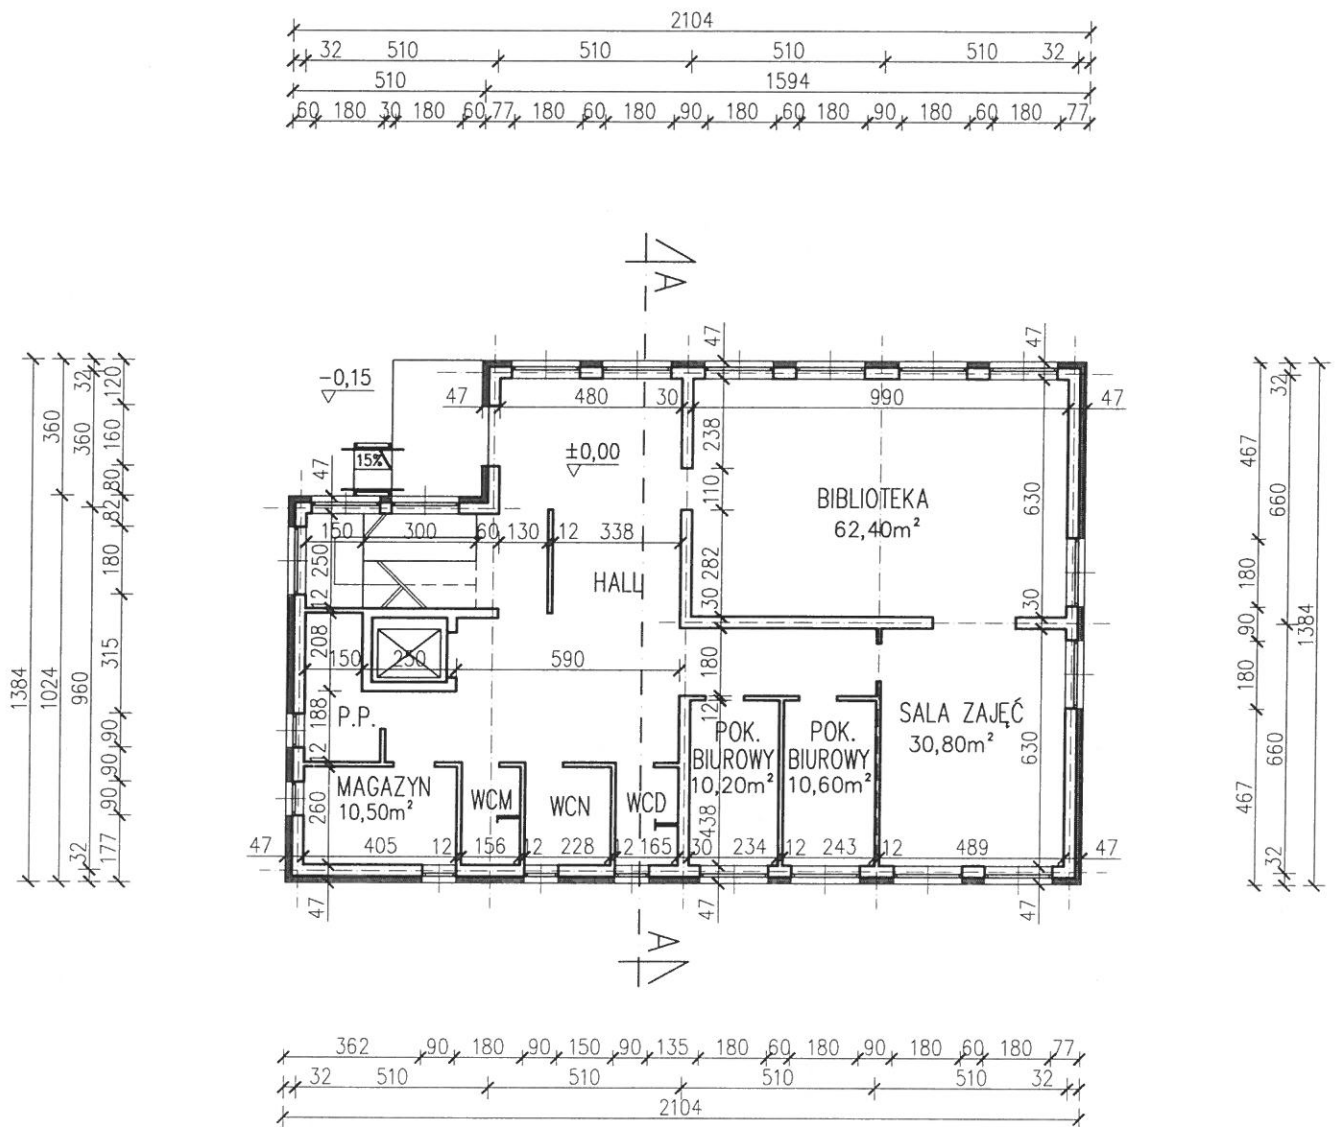 2104
32 510 510 510 510 32
510 1594
60 180 30 180 60 77 180 60 180 90 180 60 180 90 180 60 180 77
A
-0,15
47 480 30 990 47
47
47
±0,00
238
110
282
30
15%
47
BIBLIOTEKA
62,40m²
630
30
150 300 60 130 12 338
250
12
HALL
208
150 250 590
180
12
188
12
P.P.
SALA ZAJĘĆ
30,80m²
630
POK.
BIUROWY
10,20m²
POK.
BIUROWY
10,60m²
MAGAZYN
10,50m²
260
WCM
WCN
WCD
438
47 405 12 156 12 228 12 165 30 234 12 243 12 489 47
47
47
47
A
1384
360
1024
32
360
960
32
120
160
80
82
180
315
90
90
90
177
467
180
90
180
467
32
660
660
32
1384
362 90 180 90 150 90 135 180 60 180 90 180 60 180 77
32 510 510 510 510 32
2104